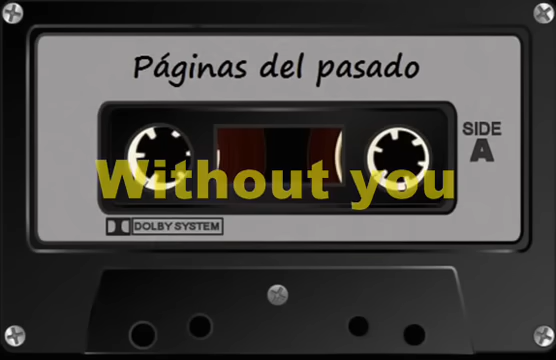 Páginas del pasado
SIDE
A
Without you
DOLBY SYSTEM